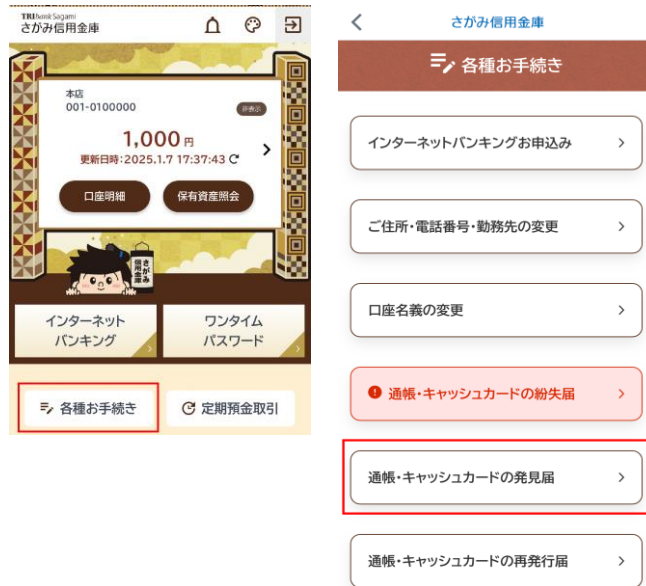 TRIBank Sagami
さがみ信用金庫
本店
001-0100000
非表示
1,000 円
更新日時:2025.1.7 17:37:43
口座明細
保有資産照会
さがみ
信用金庫
インターネット
バンキング
ワンタイム
パスワード
各種お手続き
定期預金取引
さがみ信用金庫
各種お手続き
インターネットバンキングお申込み
ご住所・電話番号・勤務先の変更
口座名義の変更
通帳・キャッシュカードの紛失届
通帳・キャッシュカードの発見届
通帳・キャッシュカードの再発行届